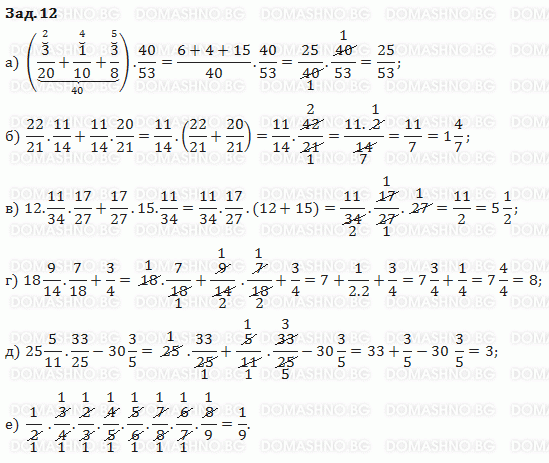 Зад. 12
а) (3/20 + 1/10 + 3/8) . 40/53 = (6 + 4 + 15)/40 . 40/53 = 25/40 . 40/53 = 25/53;
б) 22/21 . 11/14 + 11/14 . 20/21 = 11/14 . (22/21 + 20/21) = 11/14 . 42/21 = 11. 2/14 = 11/7 = 1 4/7;
в) 12. 11/34 . 17/27 + 17/27 . 15. 11/34 = 11/34 . 17/27 . (12 + 15) = 11/34 . 17/27 . 27 = 11/2 = 5 1/2;
г) 18 9/14 . 7/18 + 3/4 = 18. 7/18 + 9/14 . 7/18 + 3/4 = 7 + 1/2.2 + 3/4 = 7 3/4 + 1/4 = 7 4/4 = 8;
д) 25 5/11 . 33/25 − 30 3/5 = 25 . 33/25 + 5/11 . 33/25 − 30 3/5 = 33 + 3/5 − 30 3/5 = 3;
е) 1/2 . 3/4 . 2/3 . 4/5 . 5/6 . 7/8 . 6/7 . 8/9 = 1/9.